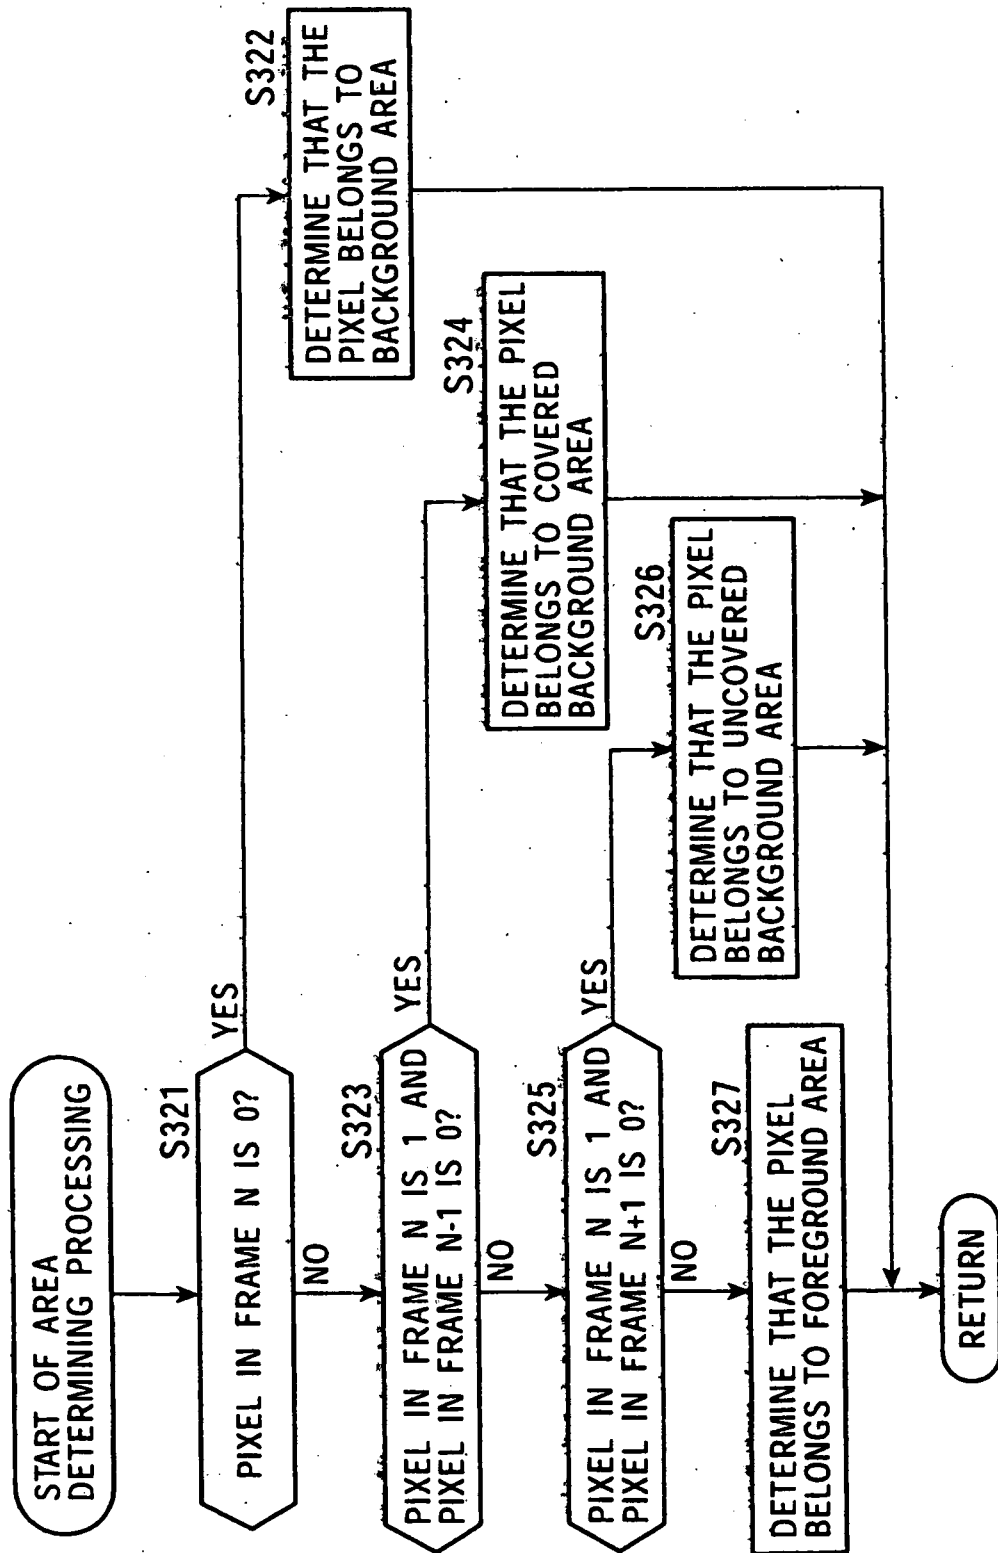 START OF AREA
DETERMINING PROCESSING
S321
PIXEL IN FRAME N IS 0?
YES
NO
S322
DETERMINE THAT THE
PIXEL BELONGS TO
BACKGROUND AREA
S323
PIXEL IN FRAME N IS 1 AND
PIXEL IN FRAME N-1 IS 0?
YES
NO
S324
DETERMINE THAT THE PIXEL
BELONGS TO COVERED
BACKGROUND AREA
S325
PIXEL IN FRAME N IS 1 AND
PIXEL IN FRAME N+1 IS 0?
YES
NO
S326
DETERMINE THAT THE PIXEL
BELONGS TO UNCOVERED
BACKGROUND AREA
S327
DETERMINE THAT THE PIXEL
BELONGS TO FOREGROUND AREA
RETURN